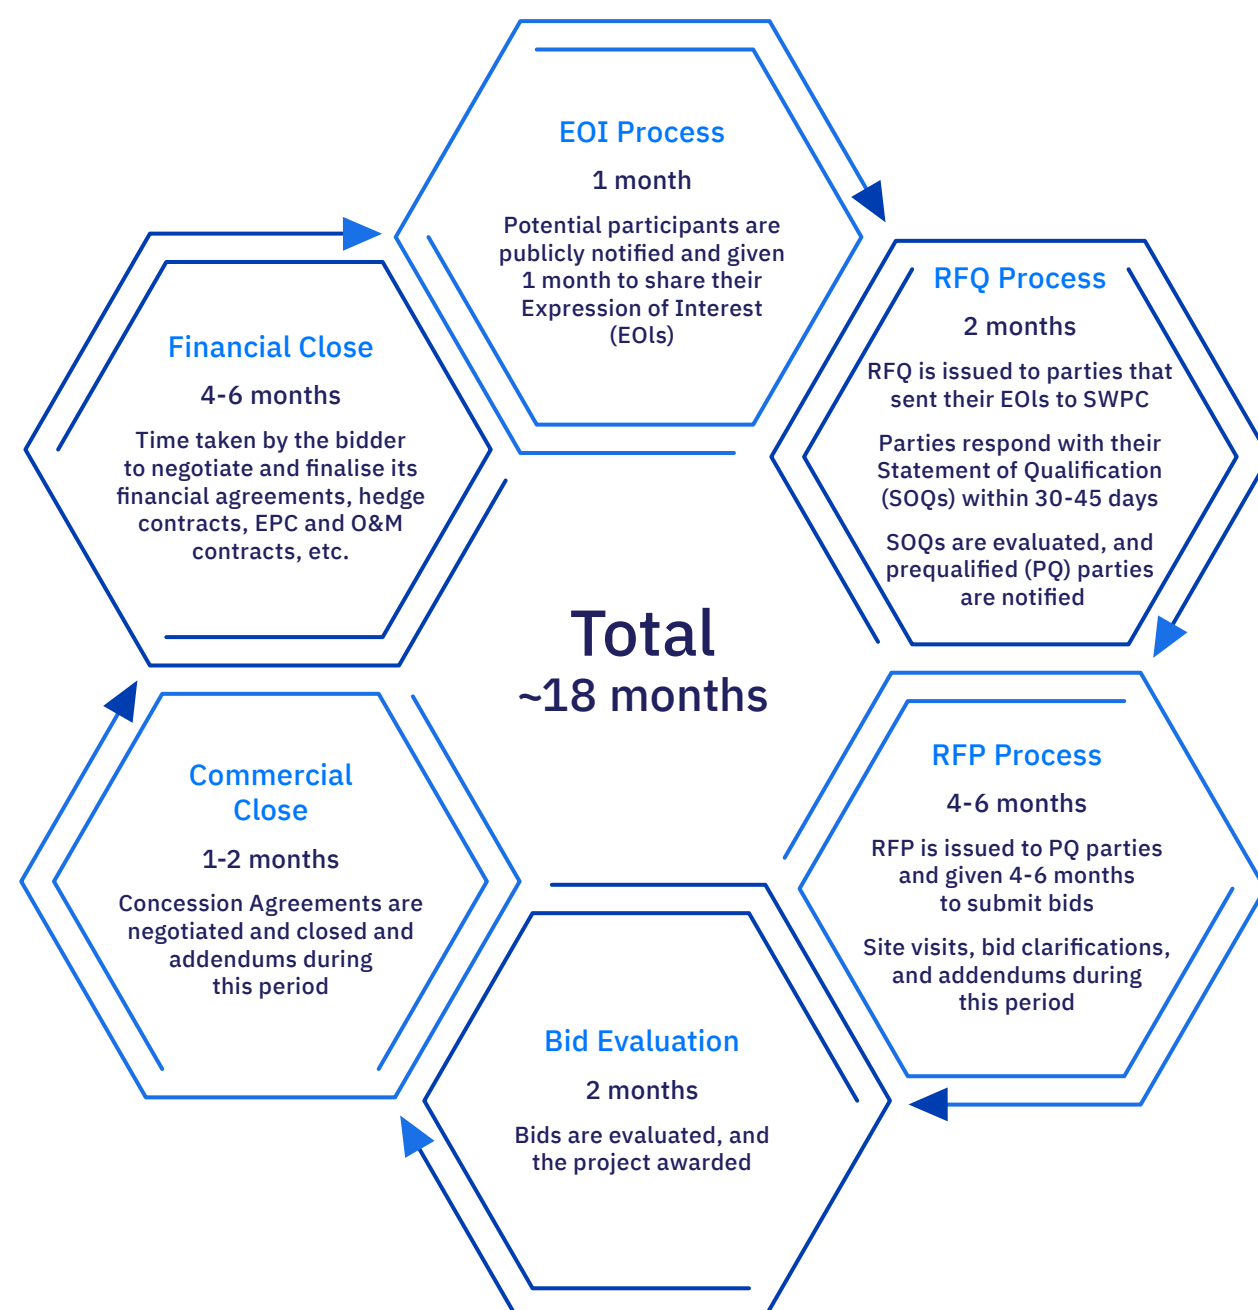 EOI Process
1 month
Potential participants are
publicly notified and given
1 month to share their
Expression of Interest
(EOls)
RFQ Process
2 months
RFQ is issued to parties that
sent their EOls to SWPC
Parties respond with their
Statement of Qualification
(SOQs) within 30-45 days
SOQs are evaluated, and
prequalified (PQ) parties
are notified
RFP Process
4-6 months
RFP is issued to PQ parties
and given 4-6 months
to submit bids
Site visits, bid clarifications,
and addendums during
this period
Bid Evaluation
2 months
Bids are evaluated, and
the project awarded
Commercial
Close
1-2 months
Concession Agreements are
negotiated and closed and
addendums during
this period
Financial Close
4-6 months
Time taken by the bidder
to negotiate and finalise its
financial agreements, hedge
contracts, EPC and O&M
contracts, etc.
Total
~18 months